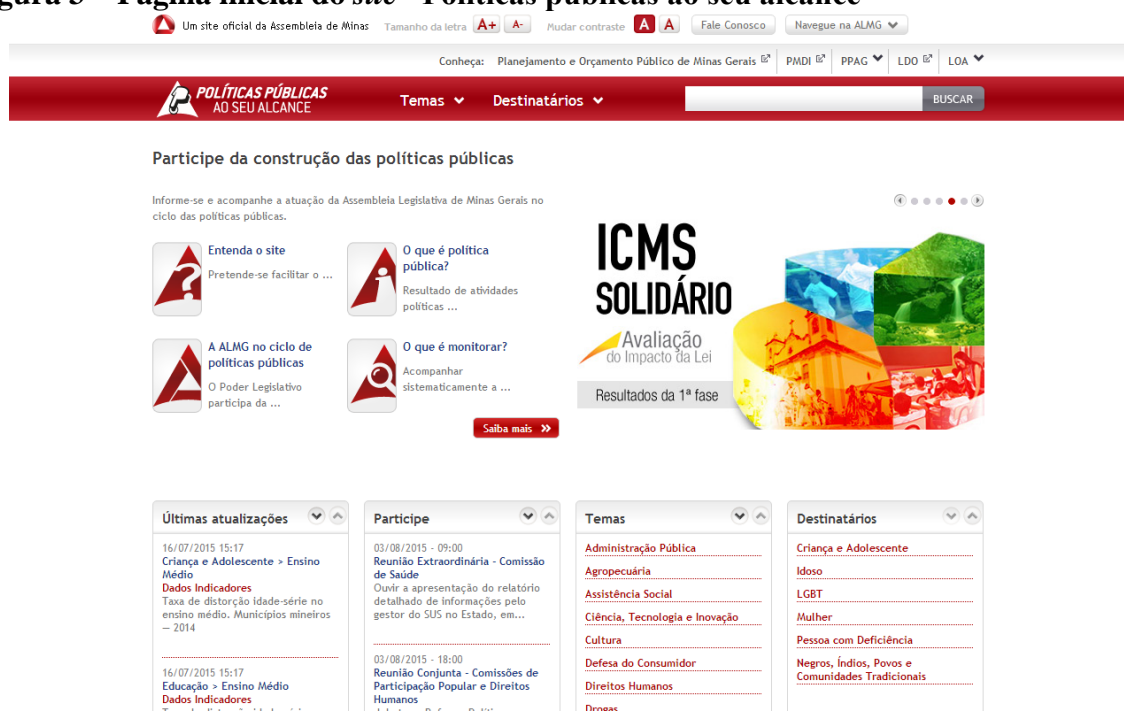 gura 3 – Página inicial do site "Políticas públicas ao seu alcance"
Um site oficial da Assembleia de Minas Tamanho da letra A+ A- Mudar contraste A A Fale Conosco Navegue na ALMG
Conheça: Planejamento e Orçamento Público de Minas Gerais PMDI PPAG LDO LOA
POLÍTICAS PÚBLICAS
AO SEU ALCANCE
Temas Destinatários BUSCAR
Participe da construção das políticas públicas
Informe-se e acompanhe a atuação da Assembleia Legislativa de Minas Gerais no
ciclo das políticas públicas.
Entenda o site
Pretende-se facilitar o ...
O que é política
pública?
Resultado de atividades
políticas ...
A ALMG no ciclo de
políticas públicas
O Poder Legislativo
participa da ...
O que é monitorar?
Acompanhar
sistematicamente a ...
Saiba mais
ICMS
SOLIDÁRIO
Avaliação
do Impacto da Lei
Resultados da 1ª fase
Últimas atualizações
16/07/2015 15:17
Criança e Adolescente > Ensino
Médio
Dados Indicadores
Taxa de distorção idade-série no
ensino médio. Municípios mineiros
— 2014
16/07/2015 15:17
Educação > Ensino Médio
Dados Indicadores
Participe
03/08/2015 - 09:00
Reunião Extraordinária - Comissão
de Saúde
Ouvir a apresentação do relatório
detalhado de informações pelo
gestor do SUS no Estado, em...
03/08/2015 - 18:00
Reunião Conjunta - Comissões de
Participação Popular e Direitos
Humanos
Temas
Administração Pública
Agropecuária
Assistência Social
Ciência, Tecnologia e Inovação
Cultura
Defesa do Consumidor
Direitos Humanos
Drogas
Destinatários
Criança e Adolescente
Idoso
LGBT
Mulher
Pessoa com Deficiência
Negros, Índios, Povos e
Comunidades Tradicionais